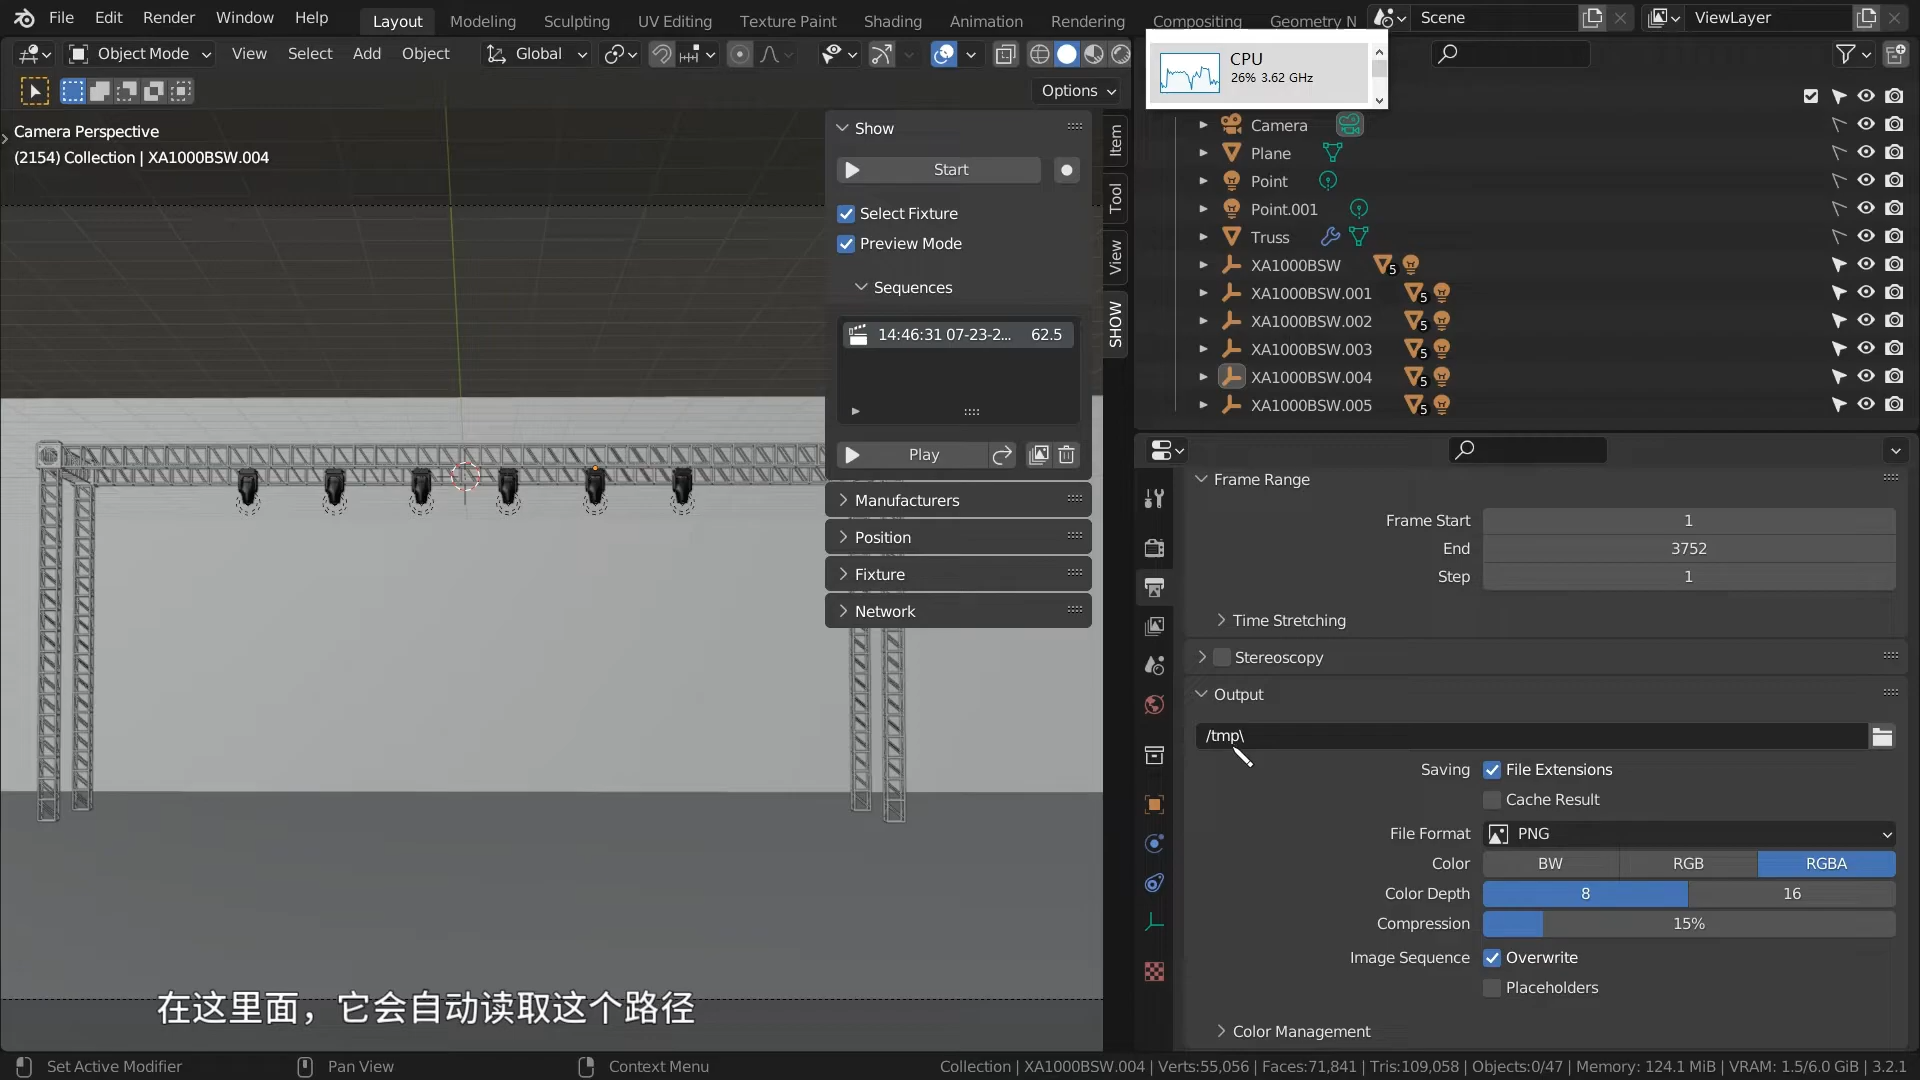 File Edit Render Window Help Layout Modeling Sculpting UV Editing Texture Paint Shading Animation Rendering Compositing Geometry N Scene ViewLayer
Object Mode View Select Add Object Global
Options
CPU
26% 3.62 GHz
Camera Perspective
(2154) Collection | XA1000BSW.004
Show
Start
Select Fixture
Preview Mode
Sequences
14:46:31 07-23-2... 62.5
Play
Manufacturers
Position
Fixture
Network
Item
Tool
View
SHOW
Camera
Plane
Point
Point.001
Truss
XA1000BSW 5
XA1000BSW.001 5
XA1000BSW.002 5
XA1000BSW.003 5
XA1000BSW.004 5
XA1000BSW.005 5
Frame Range
Frame Start 1
End 3752
Step 1
Time Stretching
Stereoscopy
Output
/tmp\
Saving File Extensions
Cache Result
File Format PNG
Color BW RGB RGBA
Color Depth 8 16
Compression 15%
Image Sequence Overwrite
Placeholders
Color Management
在这里面，它会自动读取这个路径
Set Active Modifier Pan View Context Menu Collection | XA1000BSW.004 | Verts:55,056 | Faces:71,841 | Tris:109,058 | Objects:0/47 | Memory: 124.1 MiB | VRAM: 1.5/6.0 GiB | 3.2.1